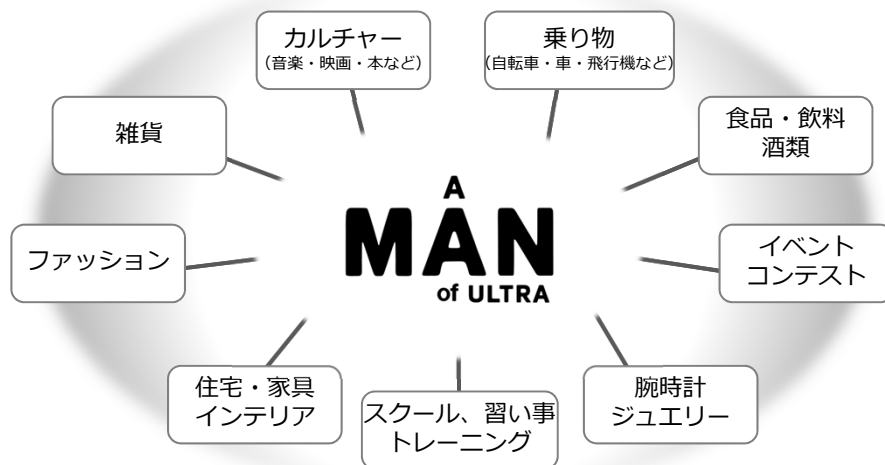 カルチャー
(音楽・映画・本など)
乗り物
(自転車・車・飛行機など)
雑貨
食品・飲料
酒類
A
MAN
of ULTRA
ファッション
イベント
コンテスト
住宅・家具
インテリア
スクール、習い事
トレーニング
腕時計
ジュエリー